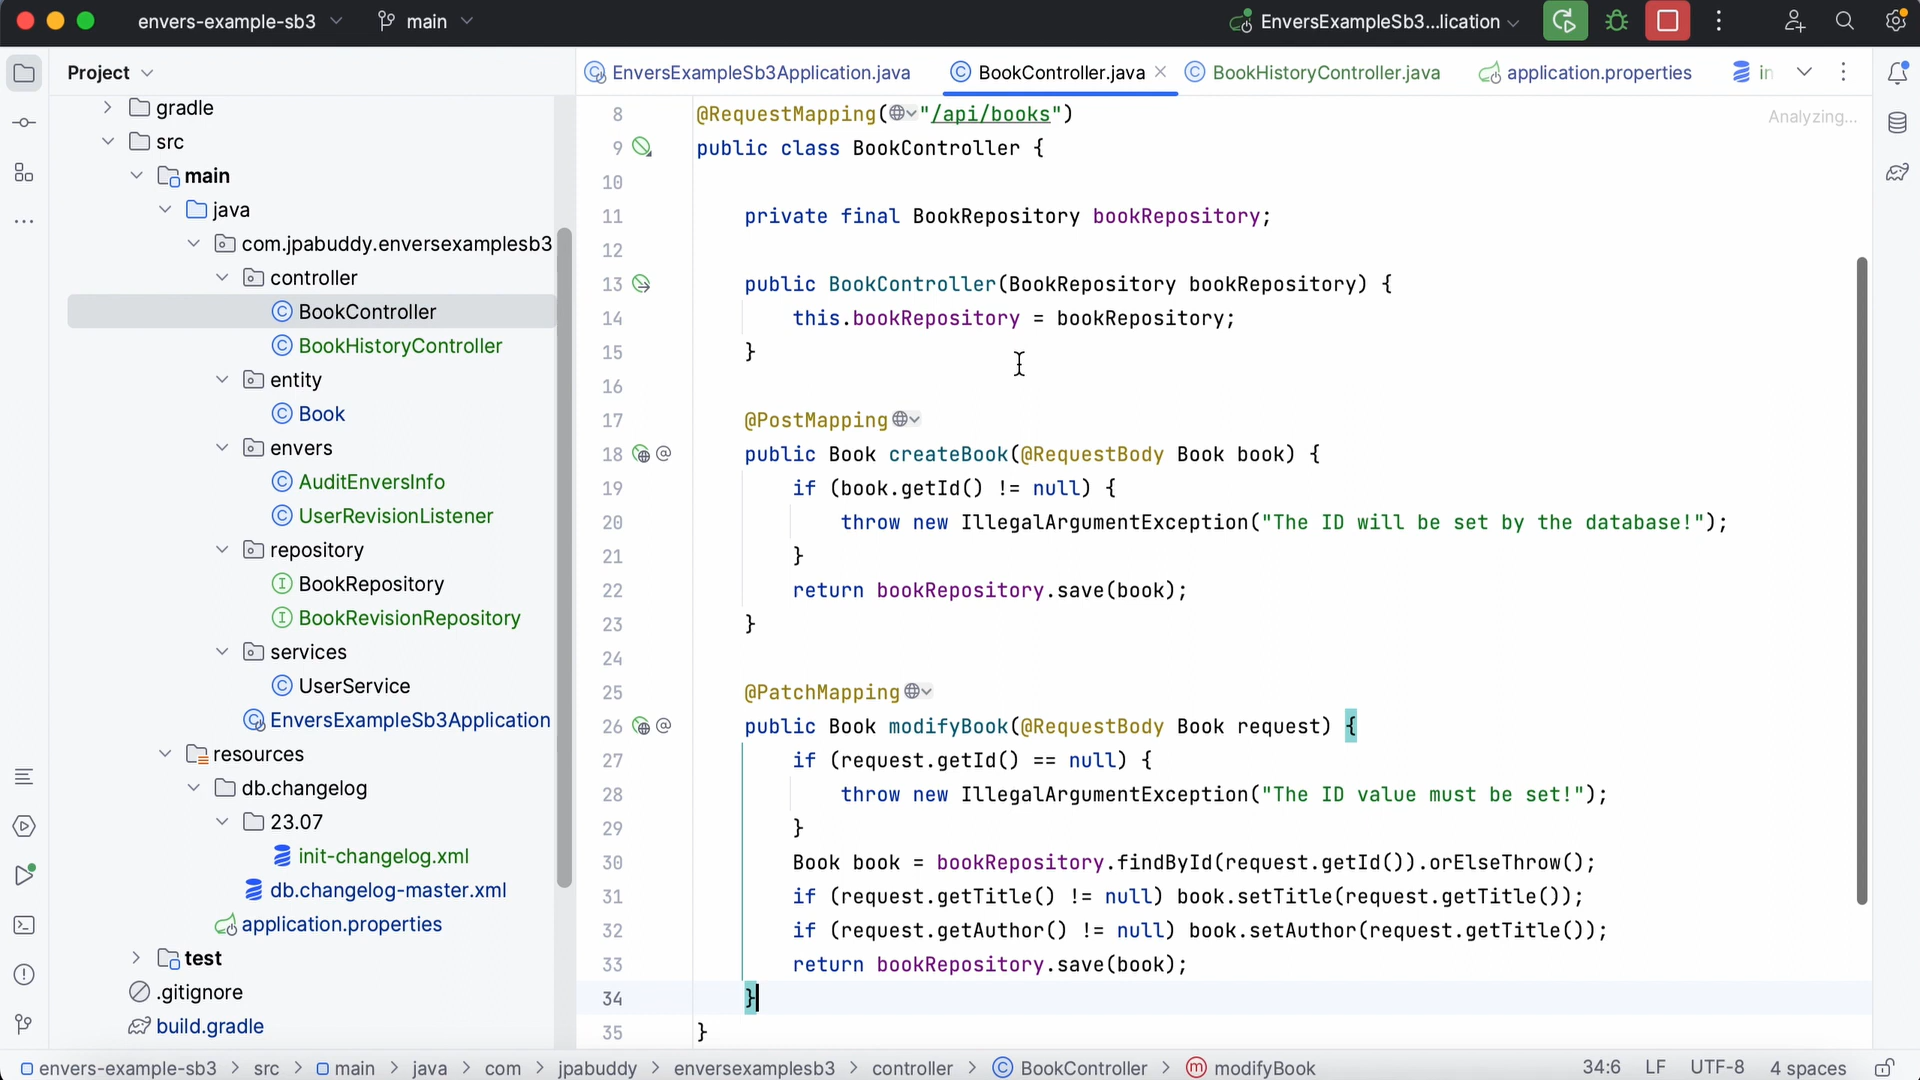 envers-example-sb3
main
EnversExampleSb3...lication
Project
EnversExampleSb3Application.java
BookController.java
BookHistoryController.java
application.properties
in
gradle
src
main
java
com.jpabuddy.enversexamplesb3
controller
BookController
BookHistoryController
entity
Book
envers
AuditEnversInfo
UserRevisionListener
repository
BookRepository
BookRevisionRepository
services
UserService
EnversExampleSb3Application
resources
db.changelog
23.07
init-changelog.xml
db.changelog-master.xml
application.properties
test
.gitignore
build.gradle
Analyzing...
8 @RequestMapping("/api/books")
9 public class BookController {
10
11 private final BookRepository bookRepository;
12
13 public BookController(BookRepository bookRepository) {
14 this.bookRepository = bookRepository;
15 }
16
17 @PostMapping
18 public Book createBook(@RequestBody Book book) {
19 if (book.getId() != null) {
20 throw new IllegalArgumentException("The ID will be set by the database!");
21 }
22 return bookRepository.save(book);
23 }
24
25 @PatchMapping
26 public Book modifyBook(@RequestBody Book request) {
27 if (request.getId() == null) {
28 throw new IllegalArgumentException("The ID value must be set!");
29 }
30 Book book = bookRepository.findById(request.getId()).orElseThrow();
31 if (request.getTitle() != null) book.setTitle(request.getTitle());
32 if (request.getAuthor() != null) book.setAuthor(request.getTitle());
33 return bookRepository.save(book);
34 }
35 }
envers-example-sb3 > src > main > java > com > jpabuddy > enversexamplesb3 > controller > BookController > modifyBook
34:6 LF UTF-8 4 spaces